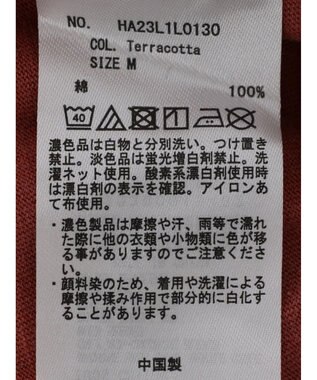 NO. HA23L1L0130
COL. Terracotta
SIZE M
綿 100%
40
濃色品は白物と分別洗い。つけ置き
禁止。淡色品は蛍光増白剤禁止。洗
濯ネット使用。酸素系漂白剤使用時
は漂白剤の表示を確認。アイロンあ
て布使用。
・濃色製品は摩擦や汗、雨等で濡れ
た際に他の衣類や小物類に色が移
る事がありますのでご注意くださ
い。
・顔料染のため、着用や洗濯による
摩擦や揉み作用で部分的に白化す
ることがあります。
中国製